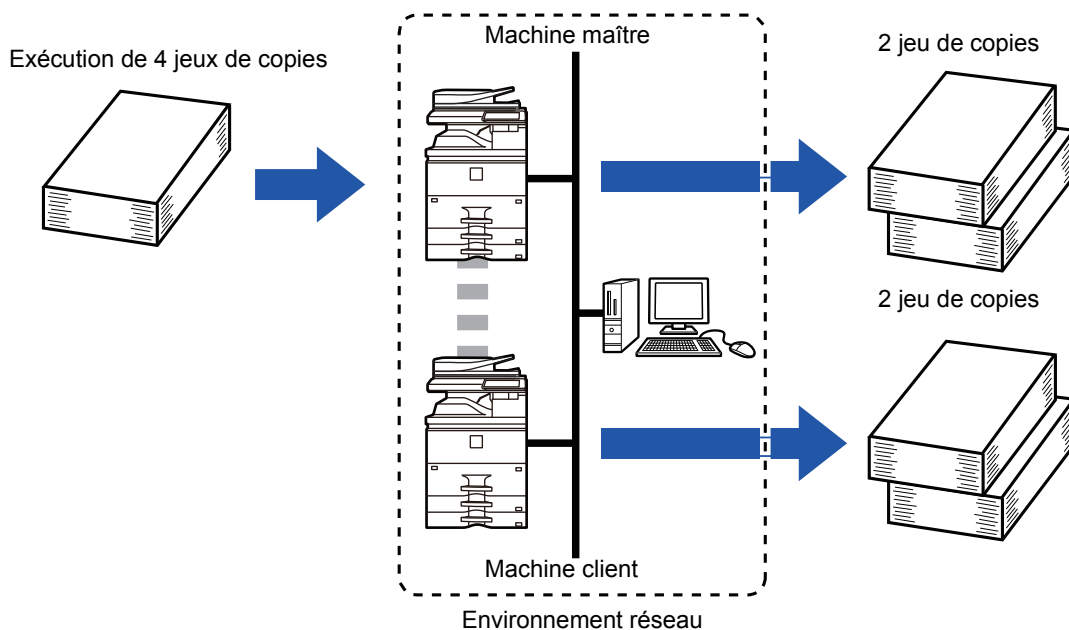 Exécution de 4 jeux de copies
Machine maître
2 jeu de copies
2 jeu de copies
Machine client
Environnement réseau